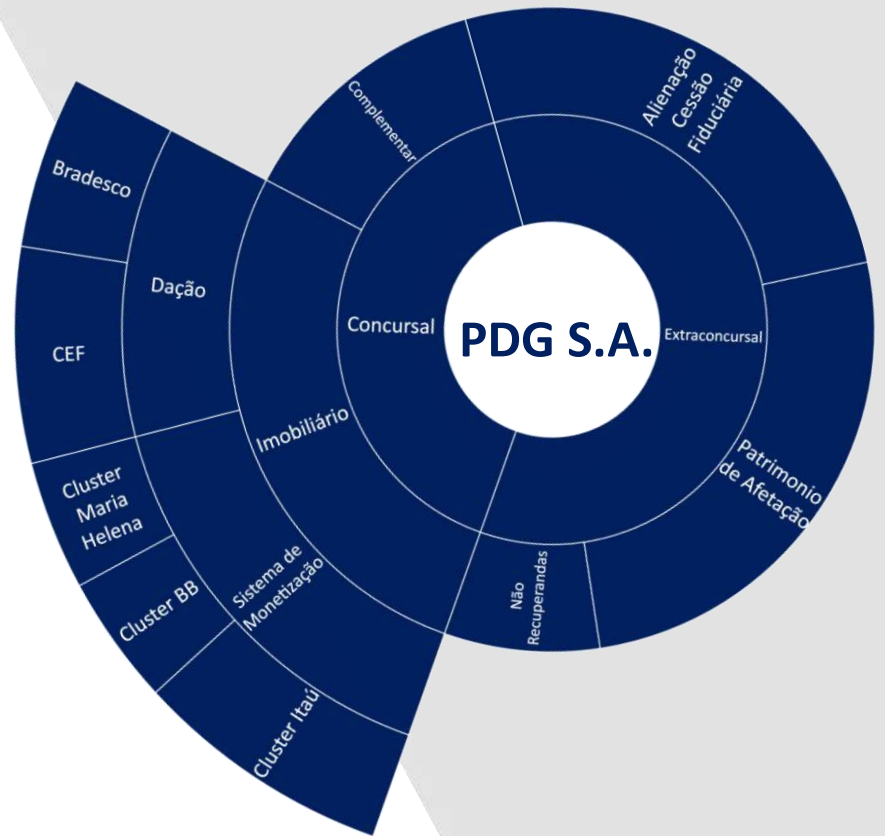 PDG S.A.
Concursal
Extraconcursal
Complementar
Imobiliário
Alienação
Cessão
Fiduciária
Patrimonio
de Afetação
Não
Recuperandas
Dação
Sistema de
Monetização
Bradesco
CEF
Cluster
Maria
Helena
Cluster BB
Cluster Itaú